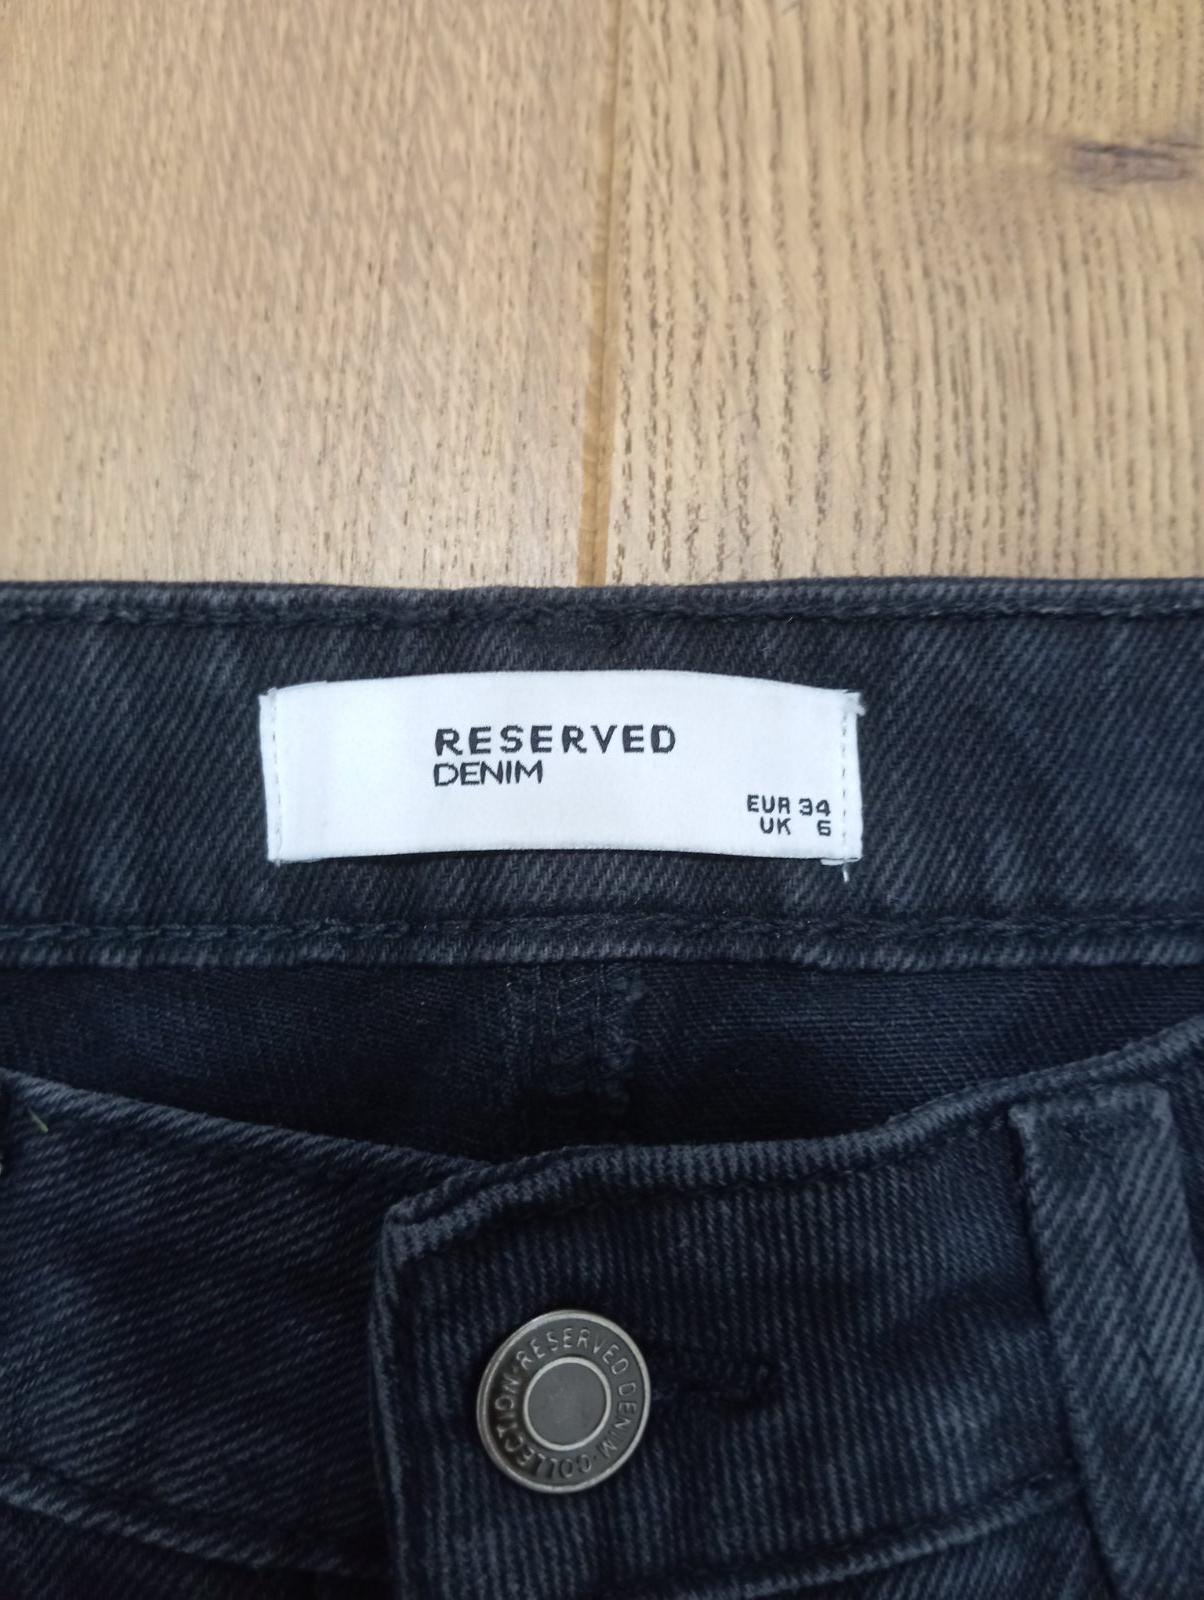 RESERVED
DENIM
EUR 34
UK 6
RESERVED DENIM·COLLECTION·